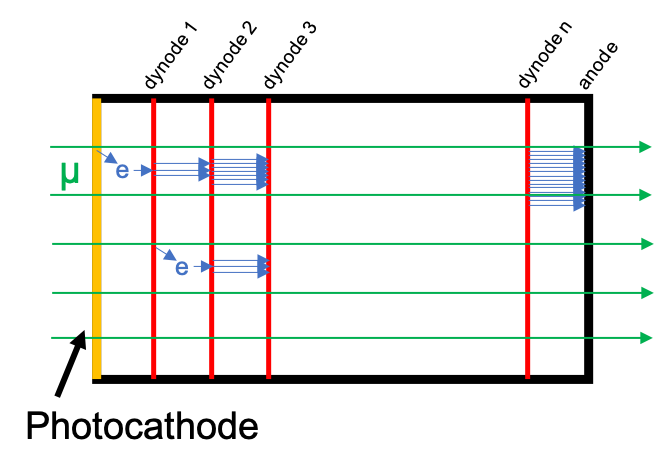 dynode 1
dynode 2
dynode 3
dynode n
anode
μ
e
e
Photocathode